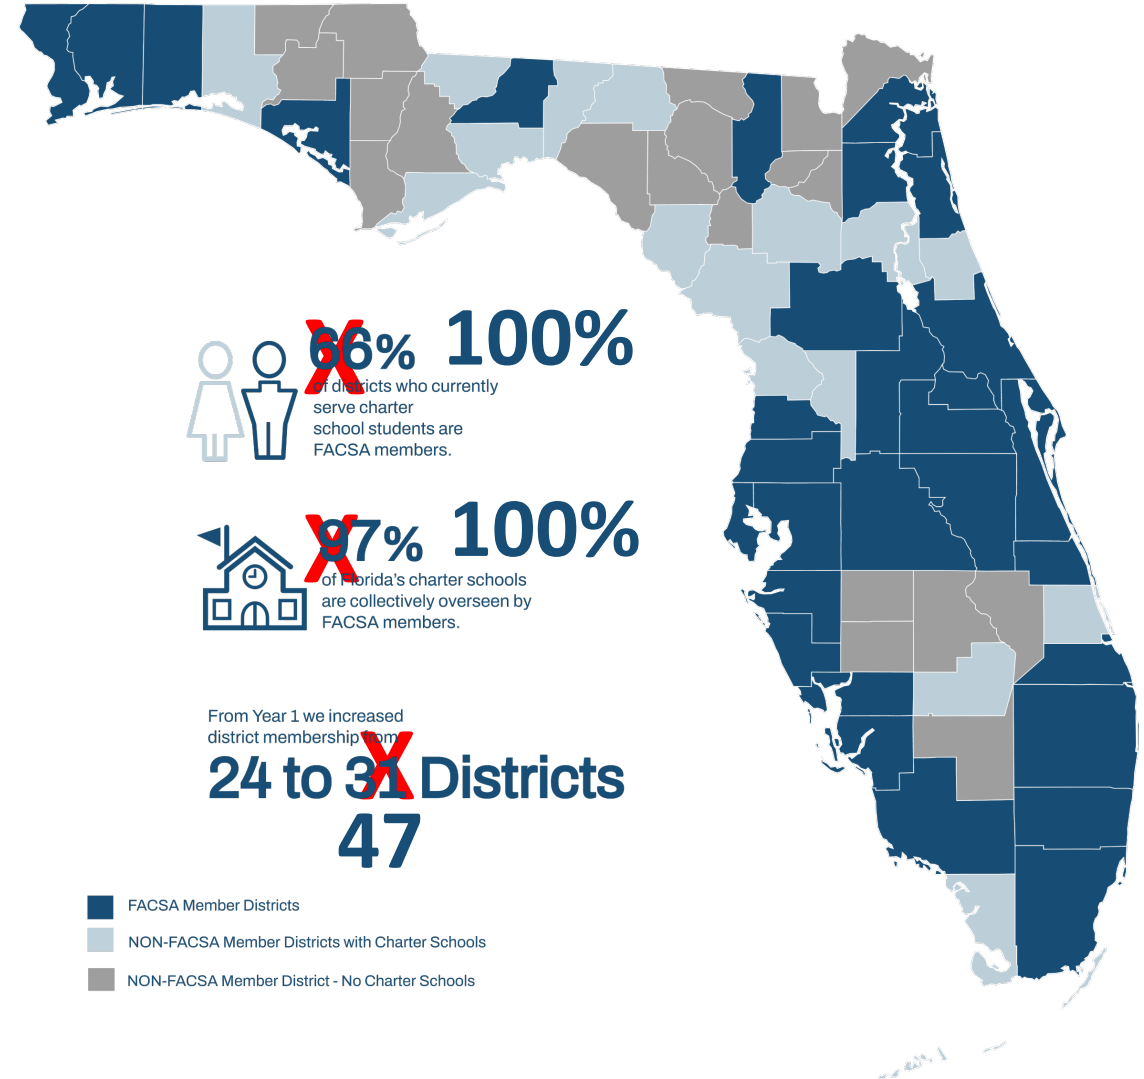 66% 100%
of districts who currently
serve charter
school students are
FACSA members.
97% 100%
of Florida's charter schools
are collectively overseen by
FACSA members.
From Year 1 we increased
district membership from
24 to 31 Districts
47
FACSA Member Districts
NON-FACSA Member Districts with Charter Schools
NON-FACSA Member District - No Charter Schools